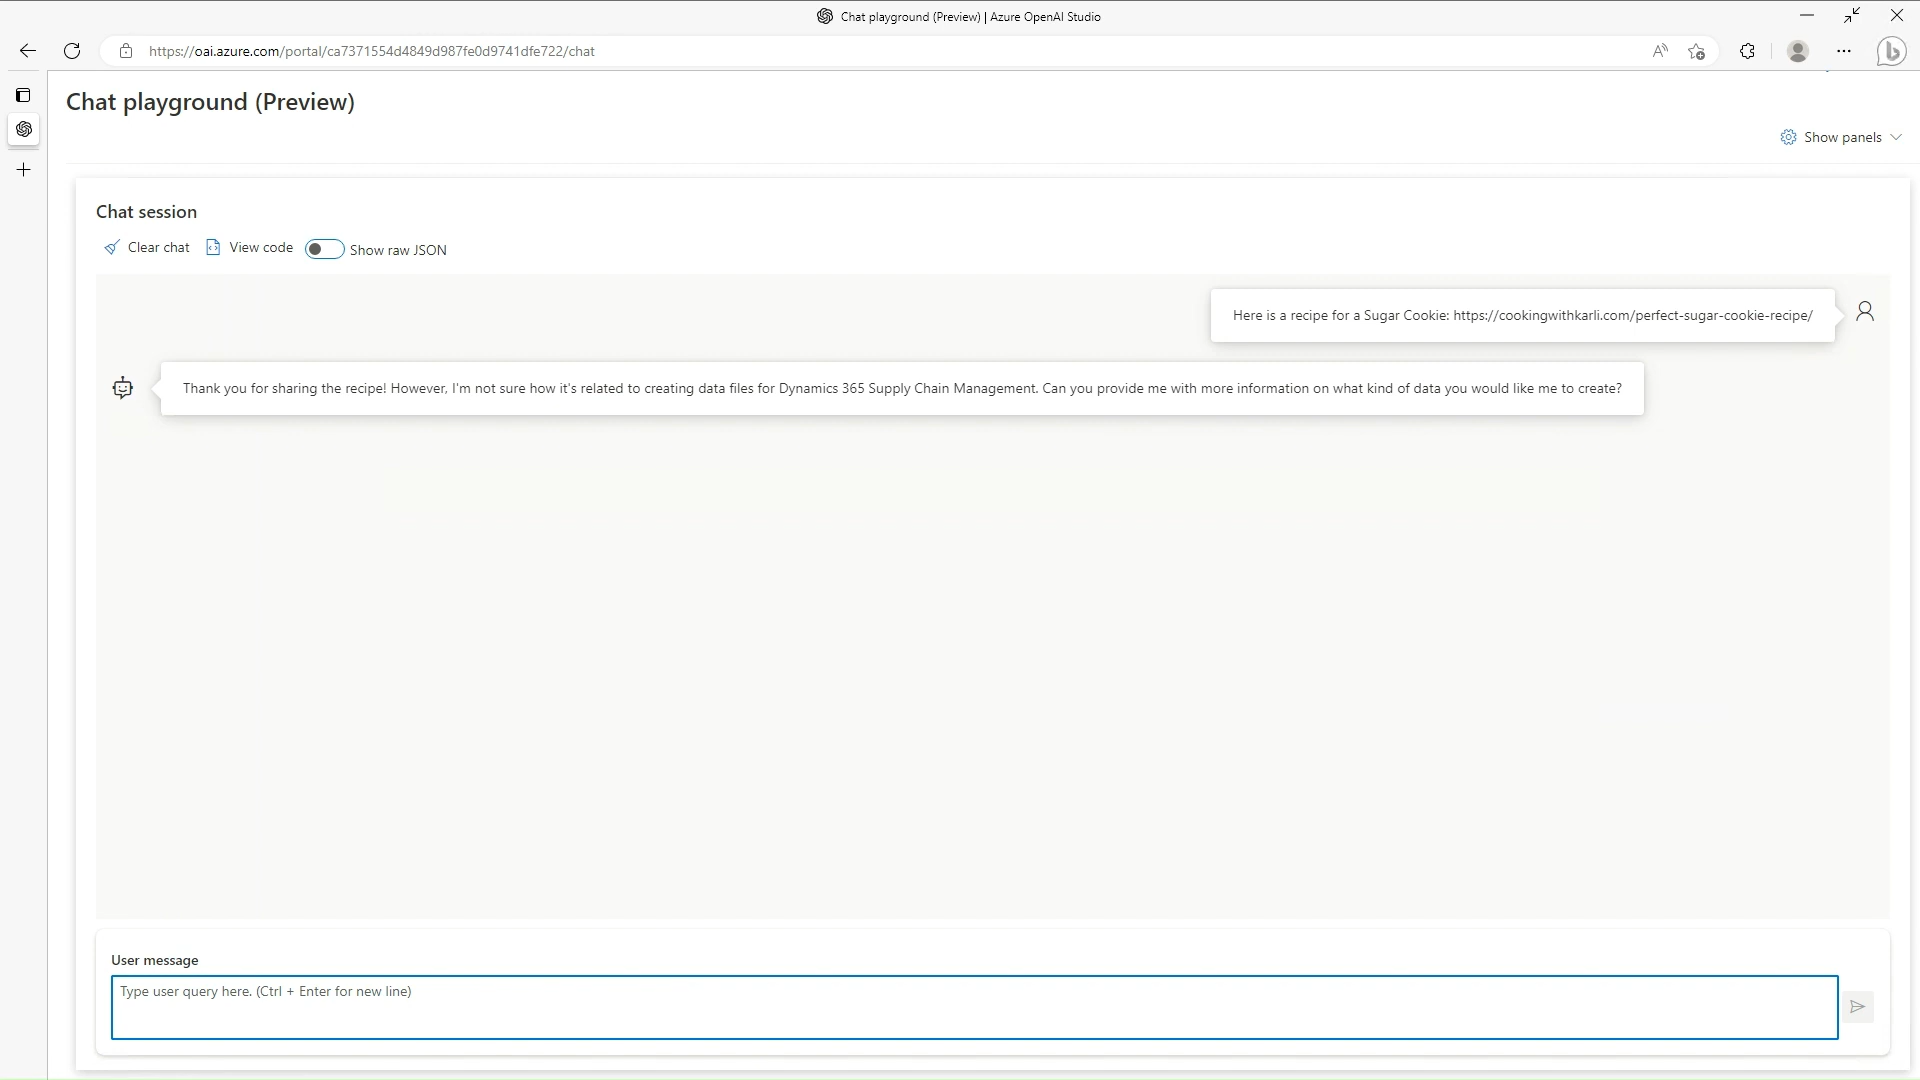 Chat playground (Preview) | Azure OpenAI Studio
https://oai.azure.com/portal/ca7371554d4849d987fe0d9741dfe722/chat
Chat playground (Preview)
Show panels
Chat session
Clear chat View code Show raw JSON
Here is a recipe for a Sugar Cookie: https://cookingwithkarli.com/perfect-sugar-cookie-recipe/
Thank you for sharing the recipe! However, I'm not sure how it's related to creating data files for Dynamics 365 Supply Chain Management. Can you provide me with more information on what kind of data you would like me to create?
User message
Type user query here. (Ctrl + Enter for new line)